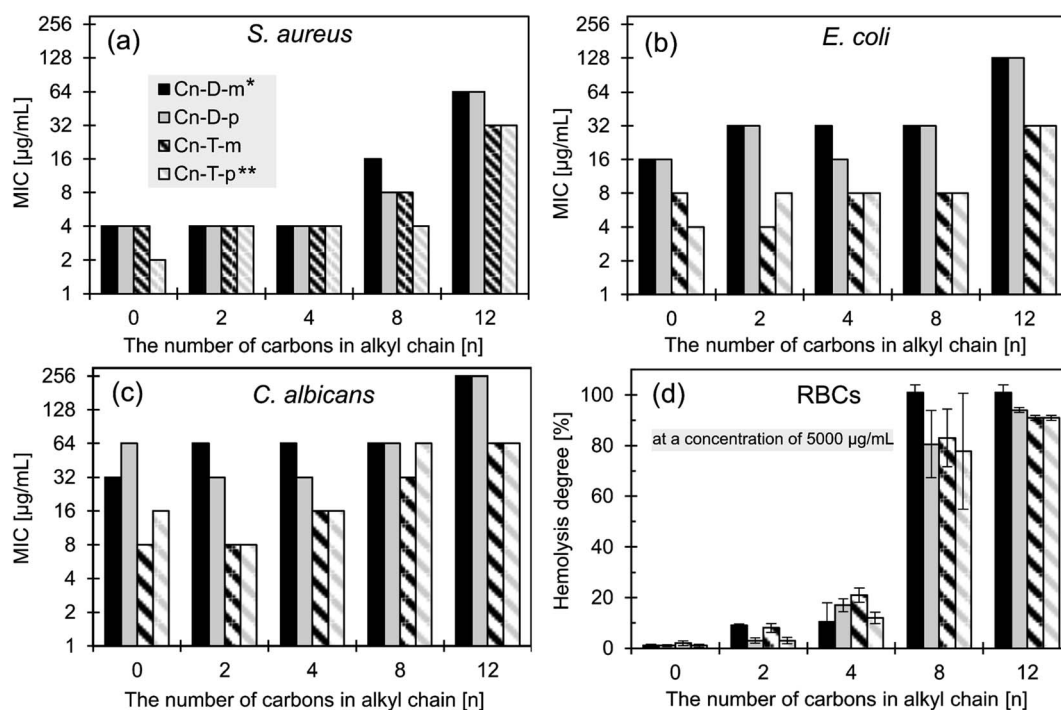 (a) S. aureus
MIC [µg/mL]
256
128
64
32
16
8
4
2
1
Cn-D-m*
Cn-D-p
Cn-T-m
Cn-T-p**
0 2 4 8 12
The number of carbons in alkyl chain [n]
(b) E. coli
MIC [µg/mL]
256
128
64
32
16
8
4
2
1
0 2 4 8 12
The number of carbons in alkyl chain [n]
(c) C. albicans
MIC [µg/mL]
256
128
64
32
16
8
4
2
1
0 2 4 8 12
The number of carbons in alkyl chain [n]
(d) RBCs
at a concentration of 5000 µg/mL
Hemolysis degree [%]
100
80
60
40
20
0
0 2 4 8 12
The number of carbons in alkyl chain [n]